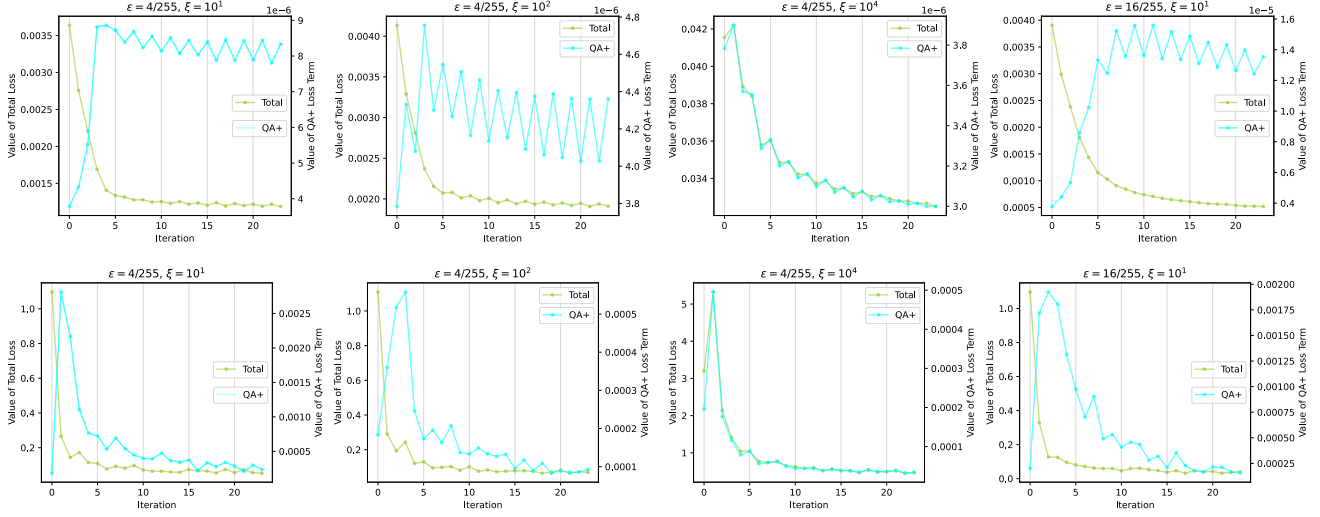 ε = 4/255, ξ = 10¹
1e−6
Value of Total Loss
0.0035
0.0030
0.0025
0.0020
0.0015
9
8
7
6
5
4
Value of QA+ Loss Term
Total
QA+
0 5 10 15 20
Iteration
ε = 4/255, ξ = 10²
1e−6
Value of Total Loss
0.0040
0.0035
0.0030
0.0025
0.0020
4.8
4.6
4.4
4.2
4.0
3.8
Value of QA+ Loss Term
Total
QA+
0 5 10 15 20
Iteration
ε = 4/255, ξ = 10⁴
1e−6
Value of Total Loss
0.042
0.040
0.038
0.036
0.034
3.8
3.6
3.4
3.2
3.0
Value of QA+ Loss Term
Total
QA+
0 5 10 15 20
Iteration
ε = 16/255, ξ = 10¹
1e−5
Value of Total Loss
0.0040
0.0035
0.0030
0.0025
0.0020
0.0015
0.0010
0.0005
1.6
1.4
1.2
1.0
0.8
0.6
0.4
Value of QA+ Loss Term
Total
QA+
0 5 10 15 20
Iteration
ε = 4/255, ξ = 10¹
Value of Total Loss
1.0
0.8
0.6
0.4
0.2
0.0025
0.0020
0.0015
0.0010
0.0005
Value of QA+ Loss Term
Total
QA+
0 5 10 15 20
Iteration
ε = 4/255, ξ = 10²
Value of Total Loss
1.0
0.8
0.6
0.4
0.2
0.0
0.0005
0.0004
0.0003
0.0002
0.0001
Value of QA+ Loss Term
Total
QA+
0 5 10 15 20
Iteration
ε = 4/255, ξ = 10⁴
Value of Total Loss
5
4
3
2
1
0.0005
0.0004
0.0003
0.0002
0.0001
Value of QA+ Loss Term
Total
QA+
0 5 10 15 20
Iteration
ε = 16/255, ξ = 10¹
Value of Total Loss
1.0
0.8
0.6
0.4
0.2
0.0
0.00200
0.00175
0.00150
0.00125
0.00100
0.00075
0.00050
0.00025
Value of QA+ Loss Term
Total
QA+
0 5 10 15 20
Iteration